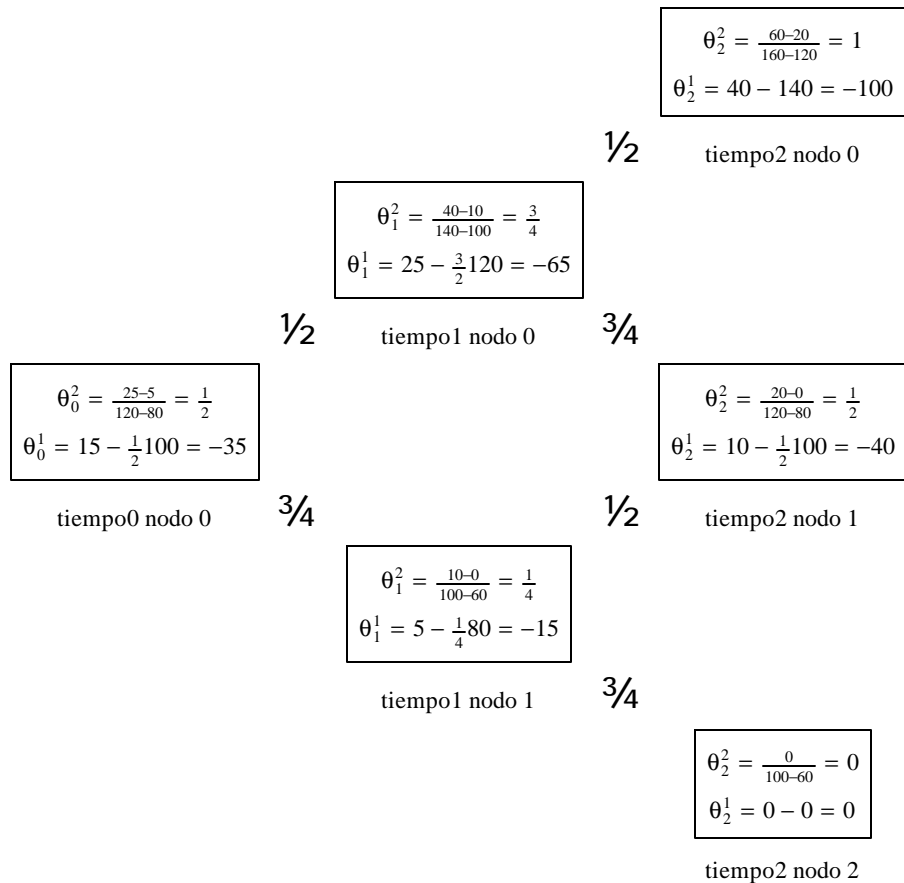 θ₂² = (60–20)/(160–120) = 1
θ₂¹ = 40 − 140 = −100
½ tiempo2 nodo 0
θ₁² = (40–10)/(140–100) = 3/4
θ₁¹ = 25 − (3/2)120 = −65
½ tiempo1 nodo 0 ¾
θ₀² = (25–5)/(120–80) = 1/2
θ₀¹ = 15 − (1/2)100 = −35
θ₂² = (20–0)/(120–80) = 1/2
θ₂¹ = 10 − (1/2)100 = −40
tiempo0 nodo 0 ¾ ½ tiempo2 nodo 1
θ₁² = (10–0)/(100–60) = 1/4
θ₁¹ = 5 − (1/4)80 = −15
tiempo1 nodo 1 ¾
θ₂² = 0/(100–60) = 0
θ₂¹ = 0 − 0 = 0
tiempo2 nodo 2